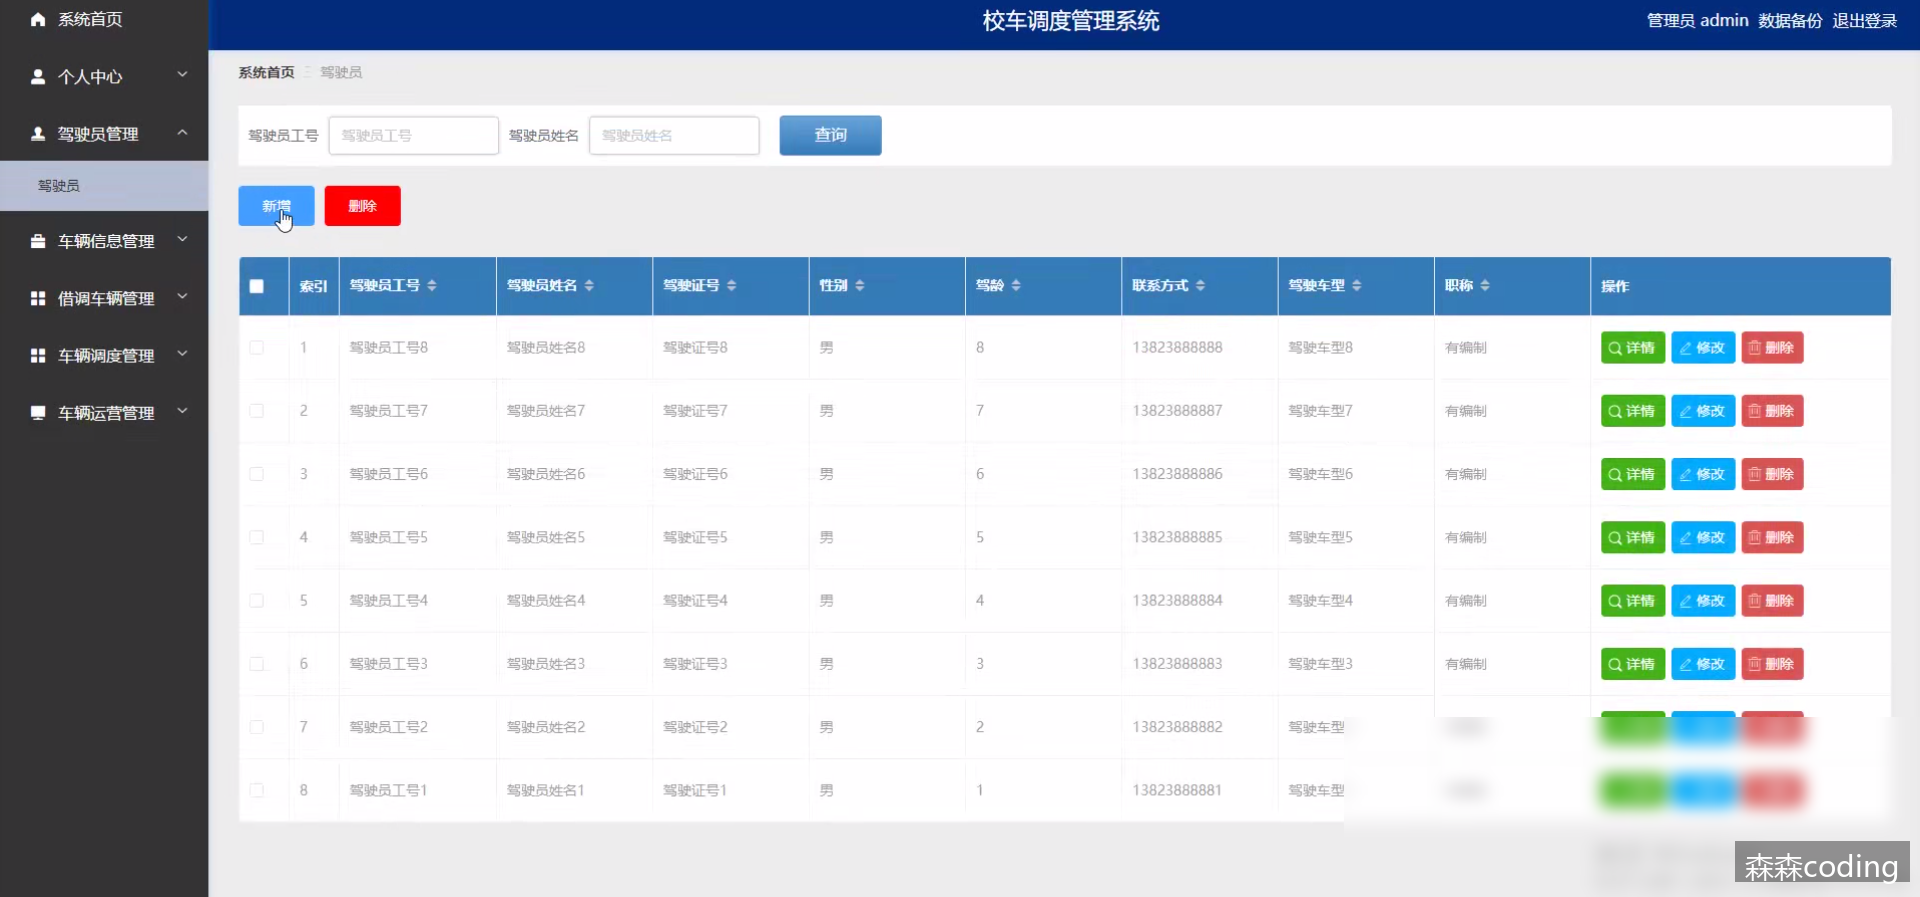 系统首页
个人中心
驾驶员管理
驾驶员
车辆信息管理
借调车辆管理
车辆调度管理
车辆运营管理
校车调度管理系统
管理员 admin 数据备份 退出登录
系统首页 驾驶员
驾驶员工号 驾驶员工号 驾驶员姓名 驾驶员姓名 查询
新增 删除
索引 驾驶员工号 驾驶员姓名 驾驶证号 性别 驾龄 联系方式 驾驶车型 职称 操作
1 驾驶员工号8 驾驶员姓名8 驾驶证号8 男 8 13823888888 驾驶车型8 有编制 详情 修改 删除
2 驾驶员工号7 驾驶员姓名7 驾驶证号7 男 7 13823888887 驾驶车型7 有编制 详情 修改 删除
3 驾驶员工号6 驾驶员姓名6 驾驶证号6 男 6 13823888886 驾驶车型6 有编制 详情 修改 删除
4 驾驶员工号5 驾驶员姓名5 驾驶证号5 男 5 13823888885 驾驶车型5 有编制 详情 修改 删除
5 驾驶员工号4 驾驶员姓名4 驾驶证号4 男 4 13823888884 驾驶车型4 有编制 详情 修改 删除
6 驾驶员工号3 驾驶员姓名3 驾驶证号3 男 3 13823888883 驾驶车型3 有编制 详情 修改 删除
7 驾驶员工号2 驾驶员姓名2 驾驶证号2 男 2 13823888882 驾驶车型
8 驾驶员工号1 驾驶员姓名1 驾驶证号1 男 1 13823888881 驾驶车型
森森coding